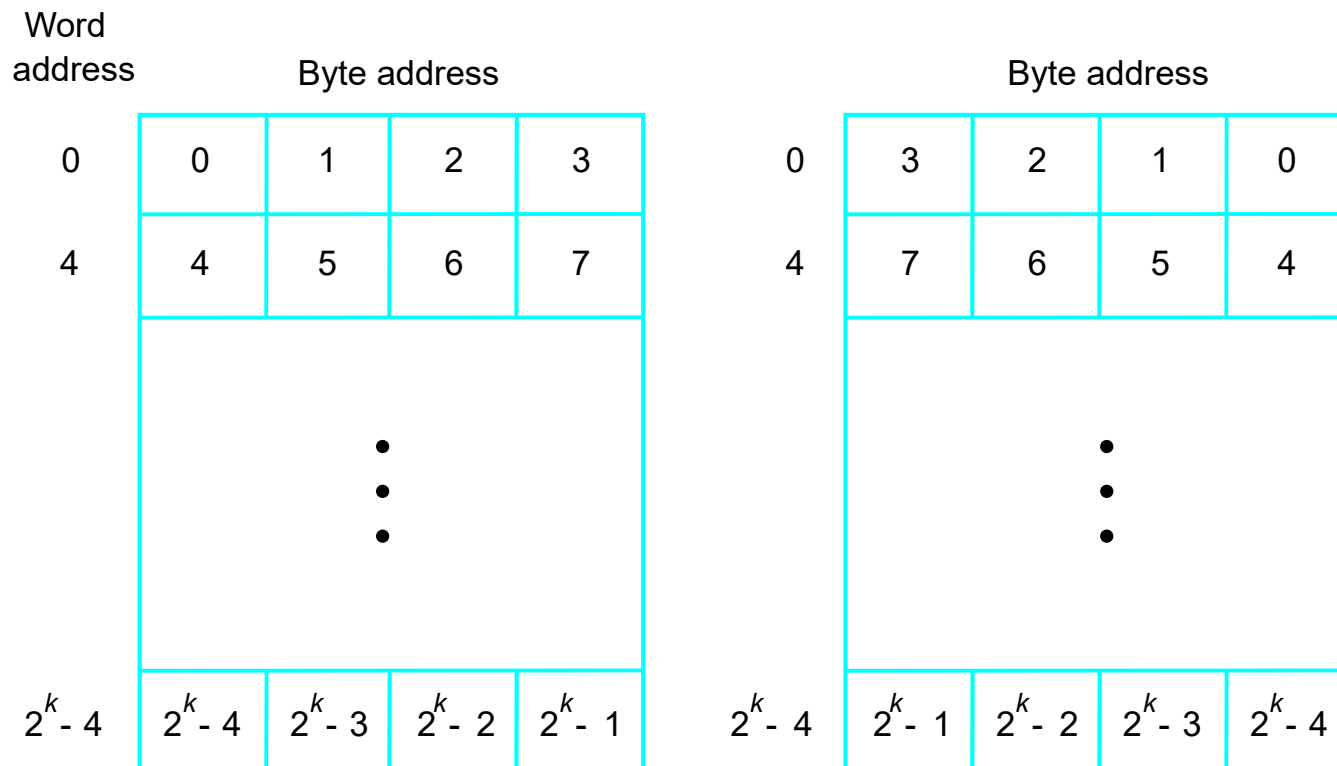 Word
address Byte address Byte address
0 0 1 2 3 0 3 2 1 0
4 4 5 6 7 4 7 6 5 4
2^k - 4 2^k - 4 2^k - 3 2^k - 2 2^k - 1 2^k - 4 2^k - 1 2^k - 2 2^k - 3 2^k - 4